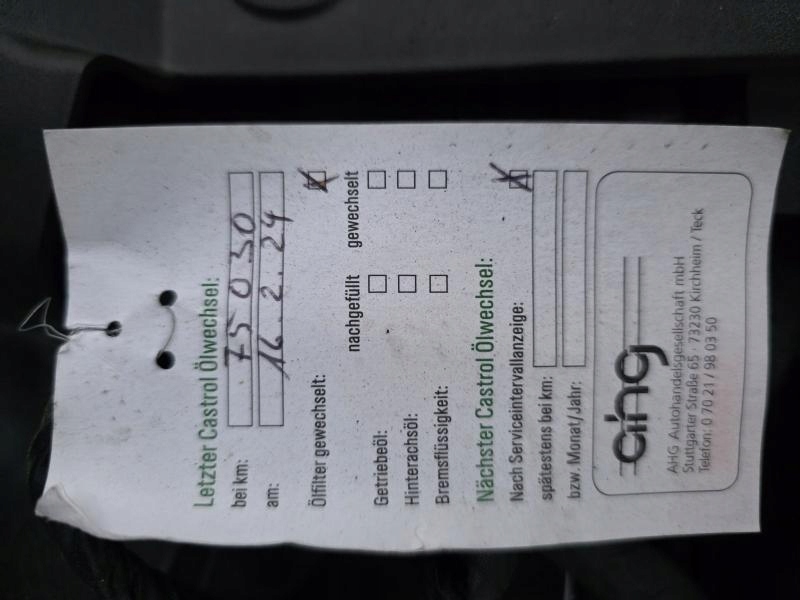 Letzter Castrol Ölwechsel:
bei km: 75 0 30
am: 16.2.24
Ölfilter gewechselt:
nachgefüllt gewechselt
Getriebeöl:
Hinterachsöl:
Bremsflüssigkeit:
Nächster Castrol Ölwechsel:
Nach Serviceintervallanzeige:
spätestens bei km:
bzw. Monat/Jahr:
AHG Autohandelsgesellschaft mbH
Stuttgarter Straße 65 · 73230 Kirchheim / Teck
Telefon: 0 70 21 / 98 03 50